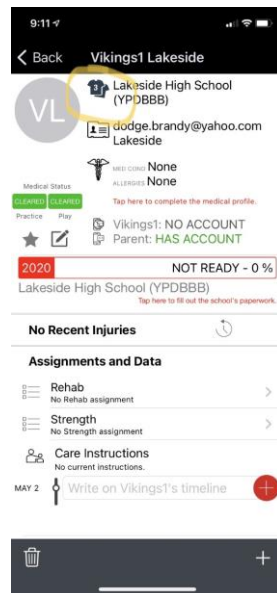 9:11
Back Vikings1 Lakeside
VL
3
Lakeside High School
(YPDBBB)
dodge.brandy@yahoo.com
Lakeside
MED COND None
ALLERGIES None
Medical Status
CLEARED CLEARED
Practice Play
Tap here to complete the medical profile.
Vikings1: NO ACCOUNT
Parent: HAS ACCOUNT
2020 NOT READY - 0 %
Lakeside High School (YPDBBB)
Tap here to fill out the school's paperwork.
No Recent Injuries
Assignments and Data
Rehab
No Rehab assignment
Strength
No Strength assignment
Care Instructions
No current instructions.
MAY 2 Write on Vikings1's timeline